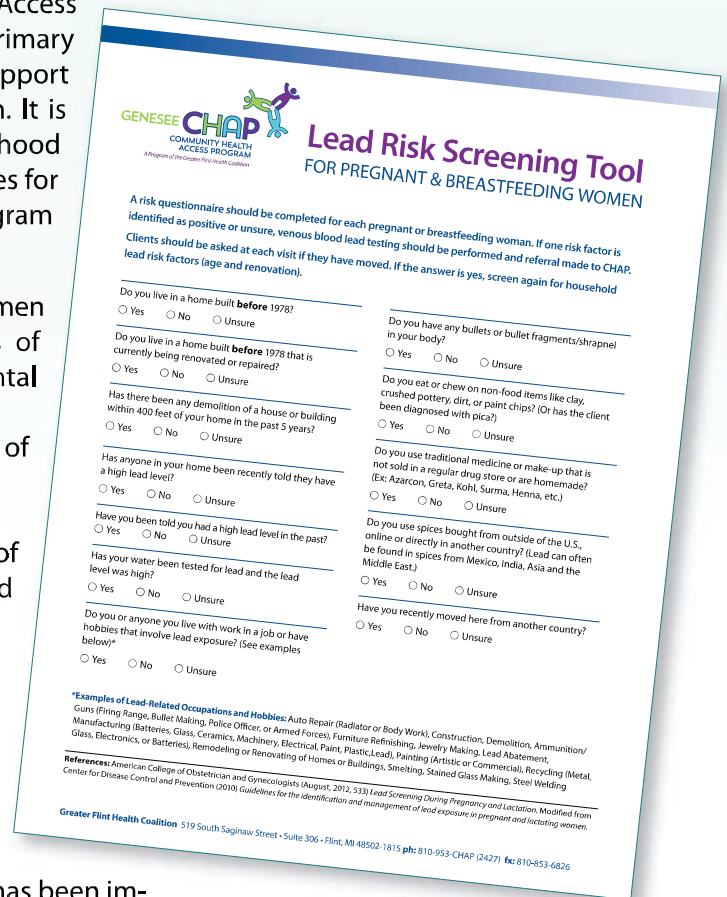 Access
rimary
pport
n. It is
hood
es for
gram
men
of
ntal
of
of
d
has been im-
GENESEE CHAP
COMMUNITY HEALTH
ACCESS PROGRAM
A Program of the Greater Flint Health Coalition
Lead Risk Screening Tool
FOR PREGNANT & BREASTFEEDING WOMEN
A risk questionnaire should be completed for each pregnant or breastfeeding woman. If one risk factor is
identified as positive or unsure, venous blood lead testing should be performed and referral made to CHAP.
Clients should be asked at each visit if they have moved. If the answer is yes, screen again for household
lead risk factors (age and renovation).
Do you live in a home built before 1978?
Yes No Unsure
Do you live in a home built before 1978 that is
currently being renovated or repaired?
Yes No Unsure
Has there been any demolition of a house or building
within 400 feet of your home in the past 5 years?
Yes No Unsure
Has anyone in your home been recently told they have
a high lead level?
Yes No Unsure
Have you been told you had a high lead level in the past?
Yes No Unsure
Has your water been tested for lead and the lead
level was high?
Yes No Unsure
Do you or anyone you live with work in a job or have
hobbies that involve lead exposure? (See examples
below)*
Yes No Unsure
Do you have any bullets or bullet fragments/shrapnel
in your body?
Yes No Unsure
Do you eat or chew on non-food items like clay,
crushed pottery, dirt, or paint chips? (Or has the client
been diagnosed with pica?)
Yes No Unsure
Do you use traditional medicine or make-up that is
not sold in a regular drug store or are homemade?
(Ex: Azarcon, Greta, Kohl, Surma, Henna, etc.)
Yes No Unsure
Do you use spices bought from outside of the U.S.,
online or directly in another country? (Lead can often
be found in spices from Mexico, India, Asia and the
Middle East.)
Yes No Unsure
Have you recently moved here from another country?
Yes No Unsure
*Examples of Lead-Related Occupations and Hobbies: Auto Repair (Radiator or Body Work), Construction, Demolition, Ammunition/
Guns (Firing Range, Bullet Making, Police Officer, or Armed Forces), Furniture Refinishing, Jewelry Making, Lead Abatement,
Manufacturing (Batteries, Glass, Ceramics, Machinery, Electrical, Paint, Plastic,Lead), Painting (Artistic or Commercial), Recycling (Metal,
Glass, Electronics, or Batteries), Remodeling or Renovating of Homes or Buildings, Smelting, Stained Glass Making, Steel Welding
References: American College of Obstetrician and Gynecologists (August, 2012, 533) Lead Screening During Pregnancy and Lactation. Modified from
Center for Disease Control and Prevention (2010) Guidelines for the identification and management of lead exposure in pregnant and lactating women.
Greater Flint Health Coalition 519 South Saginaw Street • Suite 306 • Flint, MI 48502-1815 ph: 810-953-CHAP (2427) fx: 810-853-6826